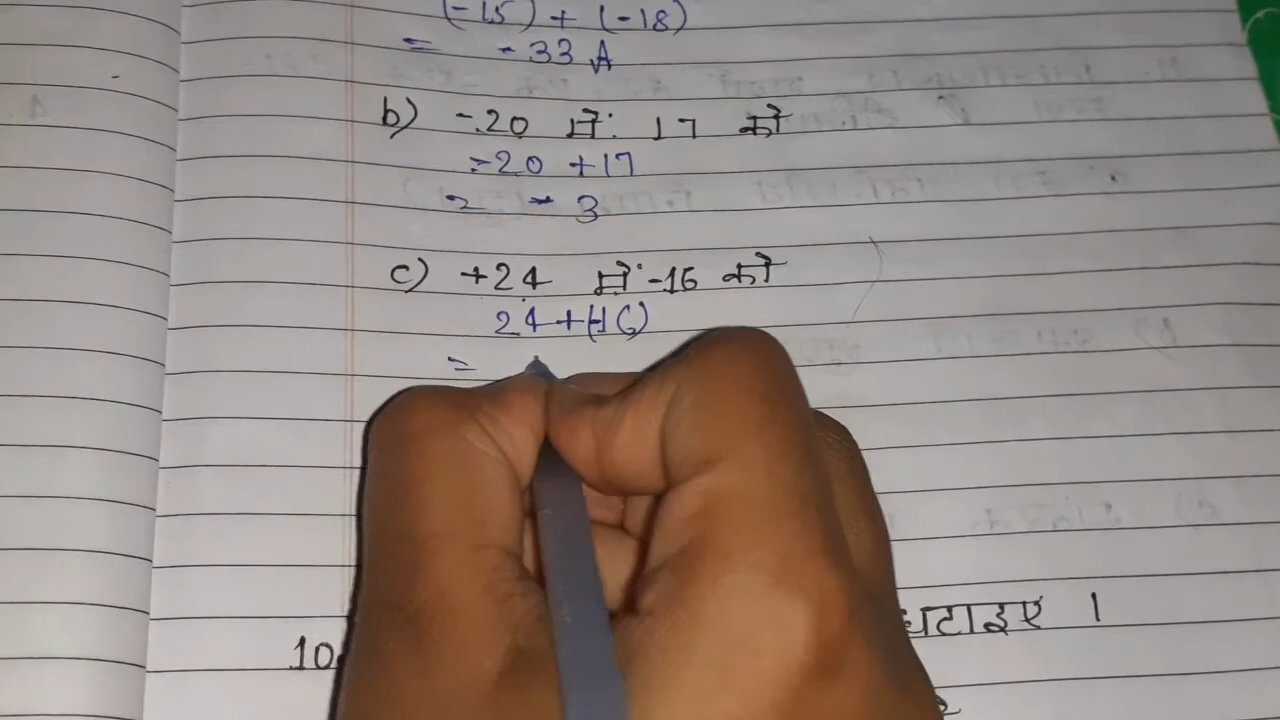 (-15) + (-18)
= -33 A
b) -20 में 17 को
-20 +17
= - 3
c) +24 में -16 को
24+(-16)
=
घटाइए ।
10